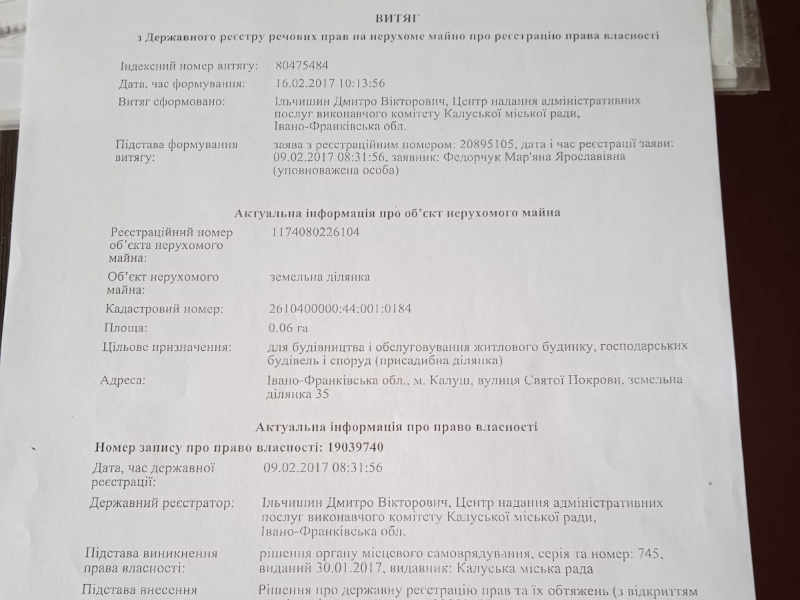 ВИТЯГ
з Державного реєстру речових прав на нерухоме майно про реєстрацію права власності
Індексний номер витягу: 80475484
Дата, час формування: 16.02.2017 10:13:56
Витяг сформовано: Ільчишин Дмитро Вікторович, Центр надання адміністративних
послуг виконавчого комітету Калуської міської ради,
Івано-Франківська обл.
Підстава формування заява з реєстраційним номером: 20895105, дата і час реєстрації заяви:
витягу: 09.02.2017 08:31:56, заявник: Федорчук Мар'яна Ярославівна
(уповноважена особа)
Актуальна інформація про об'єкт нерухомого майна
Реєстраційний номер 1174080226104
об'єкта нерухомого
майна:
Об'єкт нерухомого земельна ділянка
майна:
Кадастровий номер: 2610400000:44:001:0184
Площа: 0.06 га
Цільове призначення: для будівництва і обслуговування житлового будинку, господарських
будівель і споруд (присадибна ділянка)
Адреса: Івано-Франківська обл., м. Калуш, вулиця Святої Покрови, земельна
ділянка 35
Актуальна інформація про право власності
Номер запису про право власності: 19039740
Дата, час державної 09.02.2017 08:31:56
реєстрації:
Державний реєстратор: Ільчишин Дмитро Вікторович, Центр надання адміністративних
послуг виконавчого комітету Калуської міської ради,
Івано-Франківська обл.
Підстава виникнення рішення органу місцевого самоврядування, серія та номер: 745,
права власності: виданий 30.01.2017, видавник: Калуська міська рада
Підстава внесення Рішення про державну реєстрацію прав та їх обтяжень (з відкриттям